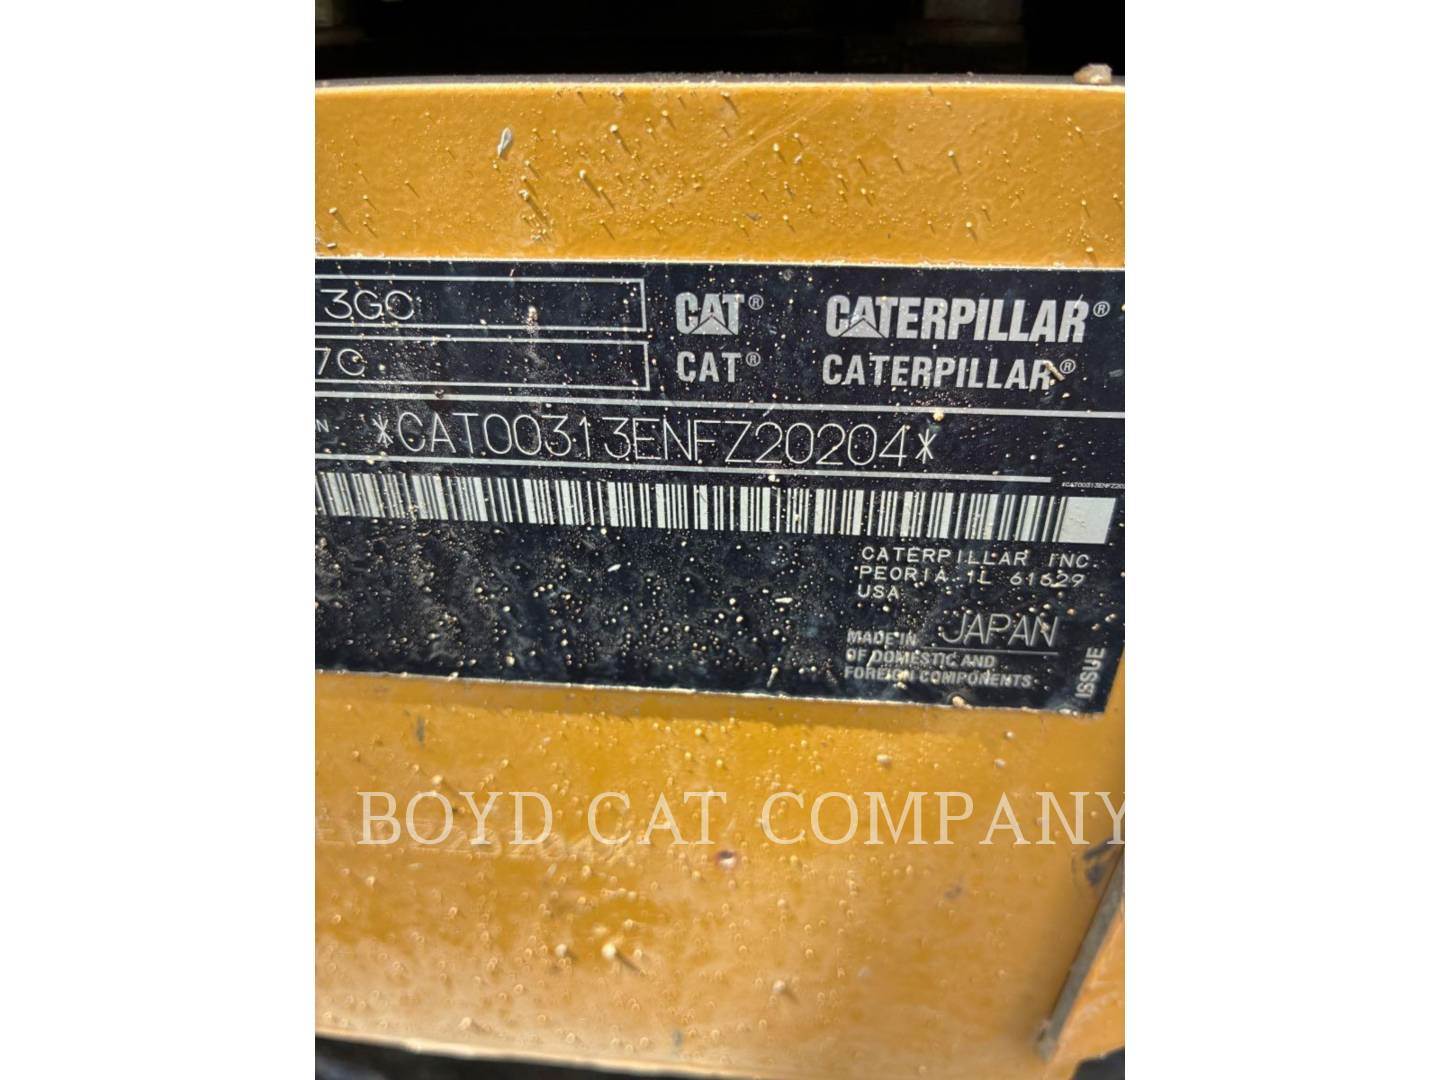 3GC
CAT® CATERPILLAR®
7C
CAT® CATERPILLAR®
*CAT00313ENFZ20204*
CATERPILLAR INC.
PEORIA IL 61629
USA
MADE IN JAPAN
OF DOMESTIC AND
FOREIGN COMPONENTS
ISSUE
BOYD CAT COMPANY